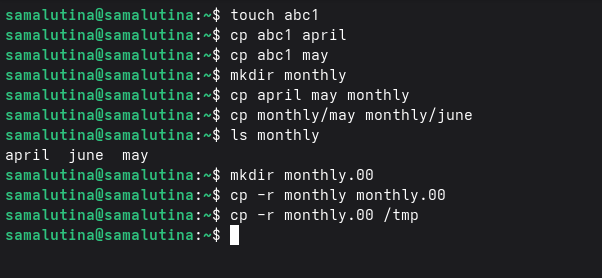 samalutina@samalutina:~$ touch abc1
samalutina@samalutina:~$ cp abc1 april
samalutina@samalutina:~$ cp abc1 may
samalutina@samalutina:~$ mkdir monthly
samalutina@samalutina:~$ cp april may monthly
samalutina@samalutina:~$ cp monthly/may monthly/june
samalutina@samalutina:~$ ls monthly
april  june  may
samalutina@samalutina:~$ mkdir monthly.00
samalutina@samalutina:~$ cp -r monthly monthly.00
samalutina@samalutina:~$ cp -r monthly.00 /tmp
samalutina@samalutina:~$